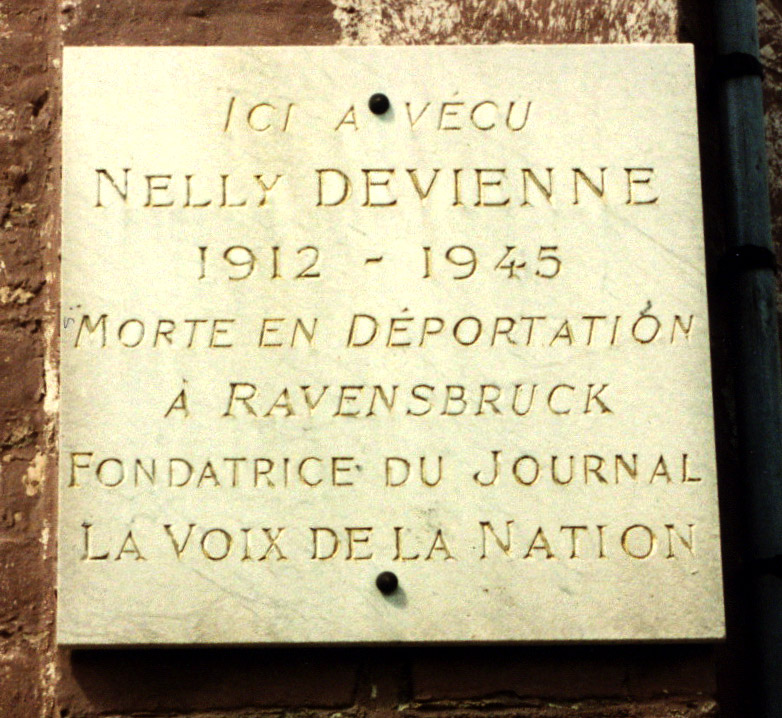 ICI A VÉCU
NELLY DEVIENNE
1912 - 1945
MORTE EN DÉPORTATION
À RAVENSBRUCK
FONDATRICE DU JOURNAL
LA VOIX DE LA NATION